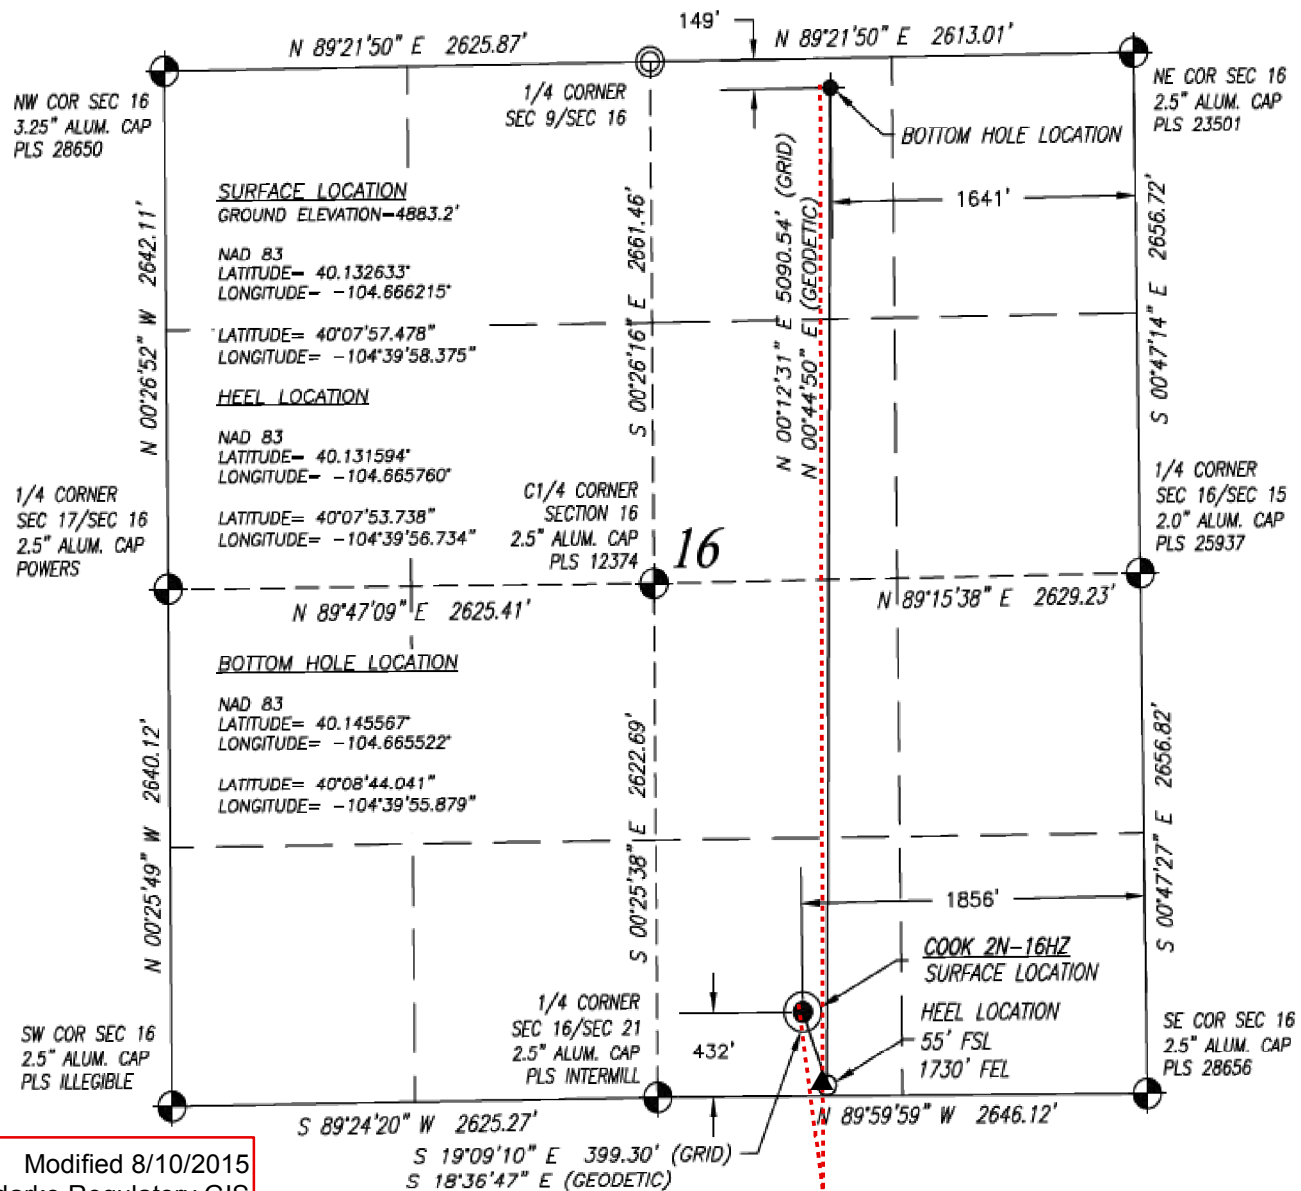 149'
N 89°21'50" E 2625.87'
N 89°21'50" E 2613.01'
NW COR SEC 16
3.25" ALUM. CAP
PLS 28650
1/4 CORNER
SEC 9/SEC 16
NE COR SEC 16
2.5" ALUM. CAP
PLS 23501
BOTTOM HOLE LOCATION
1641'
SURFACE LOCATION
GROUND ELEVATION=4883.2'
NAD 83
LATITUDE= 40.132633°
LONGITUDE= -104.666215°
LATITUDE= 40°07'57.478"
LONGITUDE= -104°39'58.375"
HEEL LOCATION
NAD 83
LATITUDE= 40.131594°
LONGITUDE= -104.665760°
LATITUDE= 40°07'53.738"
LONGITUDE= -104°39'56.734"
N 00°26'52" W 2642.11'
S 00°26'16" E 2661.46'
N 00°12'31" E 5090.54' (GRID)
N 00°44'50" E (GEODETIC)
S 00°47'14" E 2656.72'
1/4 CORNER
SEC 17/SEC 16
2.5" ALUM. CAP
POWERS
C1/4 CORNER
SECTION 16
2.5" ALUM. CAP
PLS 12374
16
1/4 CORNER
SEC 16/SEC 15
2.0" ALUM. CAP
PLS 25937
N 89°47'09" E 2625.41'
N 89°15'38" E 2629.23'
BOTTOM HOLE LOCATION
NAD 83
LATITUDE= 40.145567°
LONGITUDE= -104.665522°
LATITUDE= 40°08'44.041"
LONGITUDE= -104°39'55.879"
N 00°25'49" W 2640.12'
S 00°25'38" E 2622.69'
S 00°47'27" E 2656.82'
1856'
COOK 2N-16HZ
SURFACE LOCATION
HEEL LOCATION
55' FSL
1730' FEL
432'
SW COR SEC 16
2.5" ALUM. CAP
PLS ILLEGIBLE
1/4 CORNER
SEC 16/SEC 21
2.5" ALUM. CAP
PLS INTERMILL
SE COR SEC 16
2.5" ALUM. CAP
PLS 28656
S 89°24'20" W 2625.27'
N 89°59'59" W 2646.12'
S 19°09'10" E 399.30' (GRID)
S 18°36'47" E (GEODETIC)
Modified 8/10/2015
Regulatory GIS